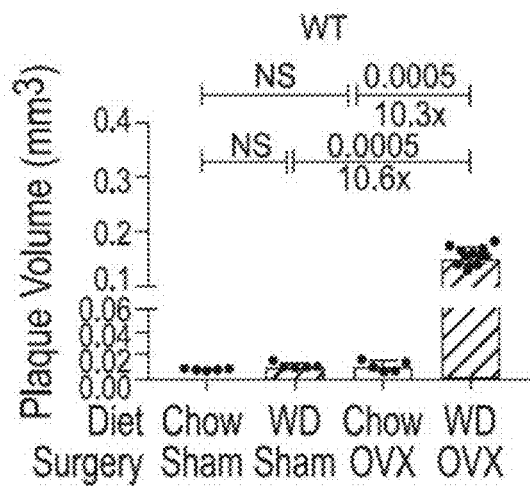 WT
NS 0.0005
10.3x
NS 0.0005
10.6x
Plaque Volume (mm³)
0.4
0.3
0.2
0.1
0.06
0.04
0.02
0.00
Diet Chow WD Chow WD
Surgery Sham Sham OVX OVX